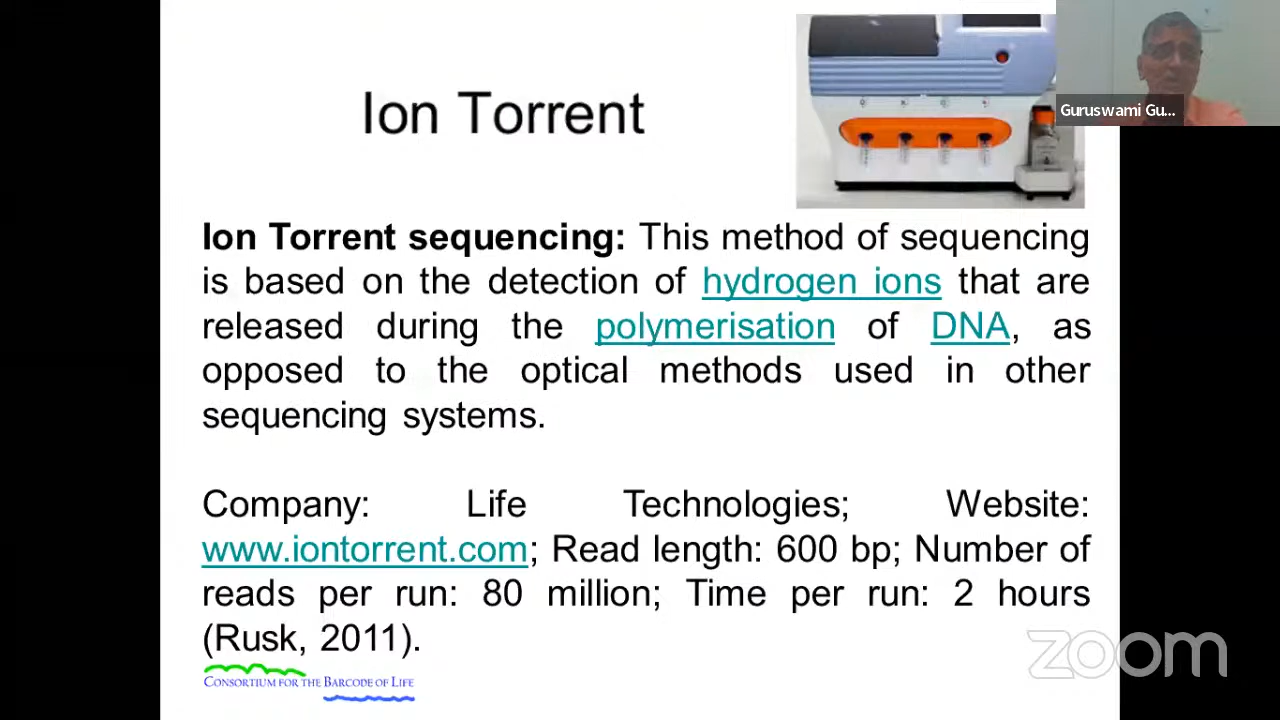 Ion Torrent
Guruswami Gu...
Ion Torrent sequencing: This method of sequencing
is based on the detection of hydrogen ions that are
released during the polymerisation of DNA, as
opposed to the optical methods used in other
sequencing systems.
Company: Life Technologies; Website:
www.iontorrent.com; Read length: 600 bp; Number of
reads per run: 80 million; Time per run: 2 hours
(Rusk, 2011).
zoom
CONSORTIUM FOR THE BARCODE OF LIFE